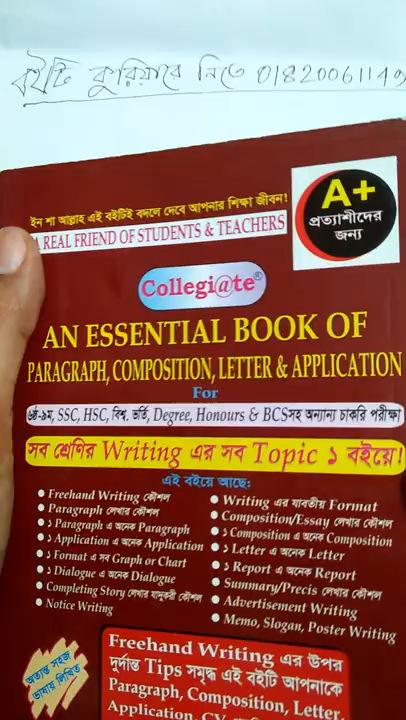 বইটি কুরিয়ারে নিতে 01820061149
ইন শা আল্লাহ এই বইটিই বদলে দেবে আপনার শিক্ষা জীবন!
A REAL FRIEND OF STUDENTS & TEACHERS
A+
প্রত্যাশীদের
জন্য
Collegi@te®
AN ESSENTIAL BOOK OF
PARAGRAPH, COMPOSITION, LETTER & APPLICATION
For
৬ষ্ঠ-৯ম, SSC, HSC, বিশ্ব. ভর্তি, Degree, Honours & BCSসহ অন্যান্য চাকরি পরীক্ষা
সব শ্রেণির Writing এর সব Topic ১ বইয়ে!
এই বইয়ে আছে:
● Freehand Writing কৌশল
● Paragraph লেখার কৌশল
● ১ Paragraph এ অনেক Paragraph
● ১ Application এ অনেক Application
● ১ Format এ সব Graph or Chart
● ১ Dialogue এ অনেক Dialogue
● Completing Story লেখার যাদুকরী কৌশল
● Notice Writing
● Writing এর যাবতীয় Format
● Composition/Essay লেখার কৌশল
● ১ Composition এ অনেক Composition
● ১ Letter এ অনেক Letter
● ১ Report এ অনেক Report
● Summary/Precis লেখার কৌশল
● Advertisement Writing
● Memo, Slogan, Poster Writing
অত্যন্ত সহজ
ভাষায় লিখিত
Freehand Writing এর উপর
দুর্দান্ত Tips সমৃদ্ধ এই বইটি আপনাকে
Paragraph, Composition, Letter,
Application, CV